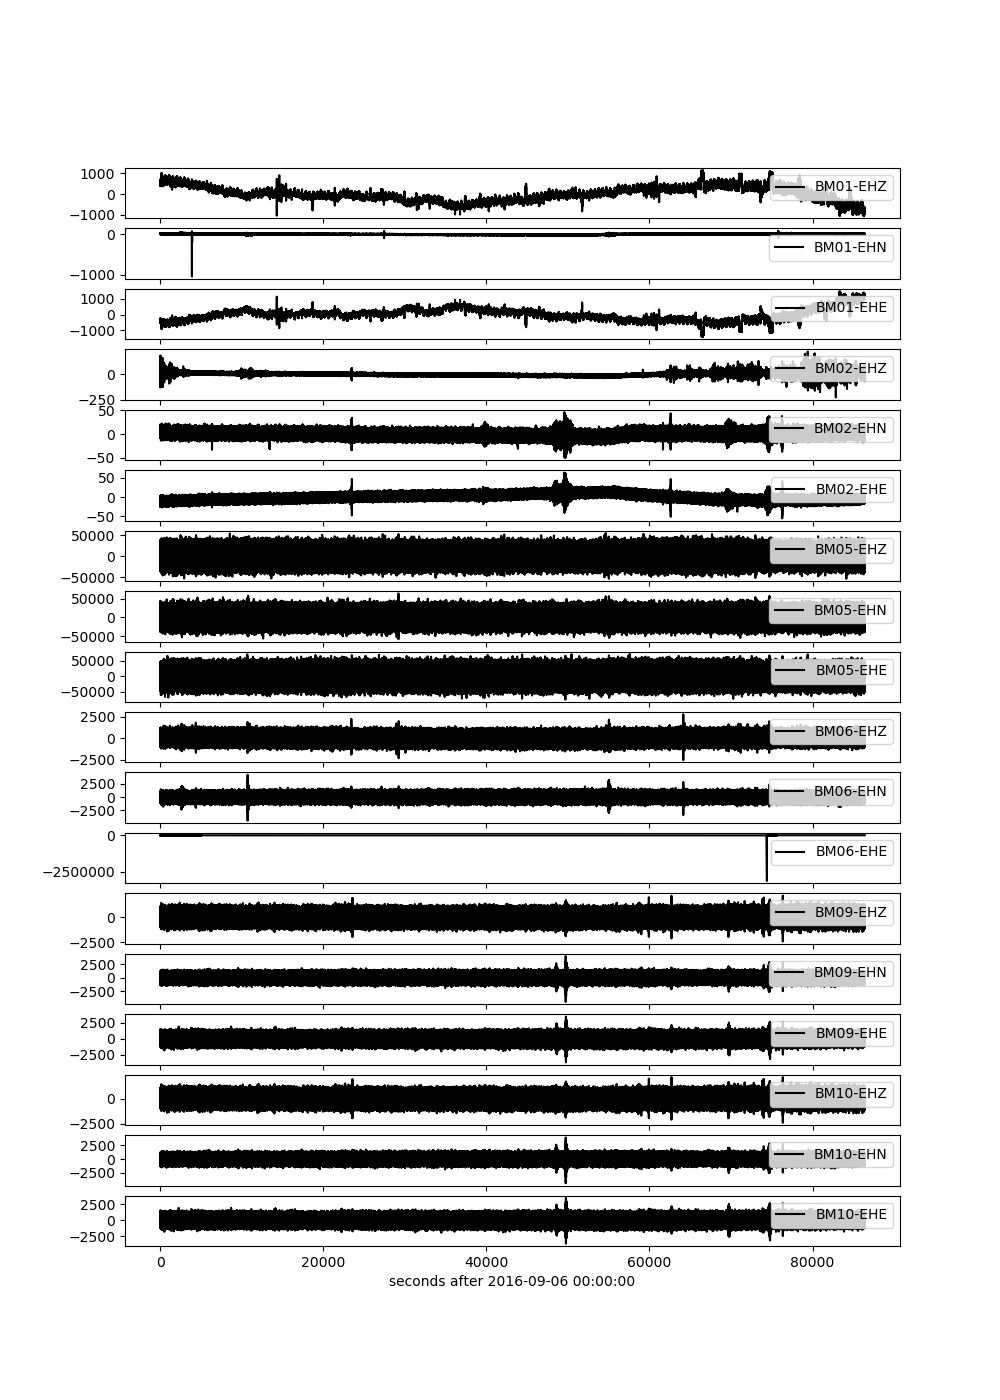 1000
0
−1000
BM01-EHZ
0
−1000
BM01-EHN
1000
0
−1000
BM01-EHE
0
−250
BM02-EHZ
50
0
−50
BM02-EHN
50
0
−50
BM02-EHE
50000
0
−50000
BM05-EHZ
50000
0
−50000
BM05-EHN
50000
0
−50000
BM05-EHE
2500
0
−2500
BM06-EHZ
2500
0
−2500
BM06-EHN
0
−2500000
BM06-EHE
0
−2500
BM09-EHZ
2500
0
−2500
BM09-EHN
2500
0
−2500
BM09-EHE
0
−2500
BM10-EHZ
2500
0
−2500
BM10-EHN
2500
0
−2500
BM10-EHE
0 20000 40000 60000 80000
seconds after 2016-09-06 00:00:00